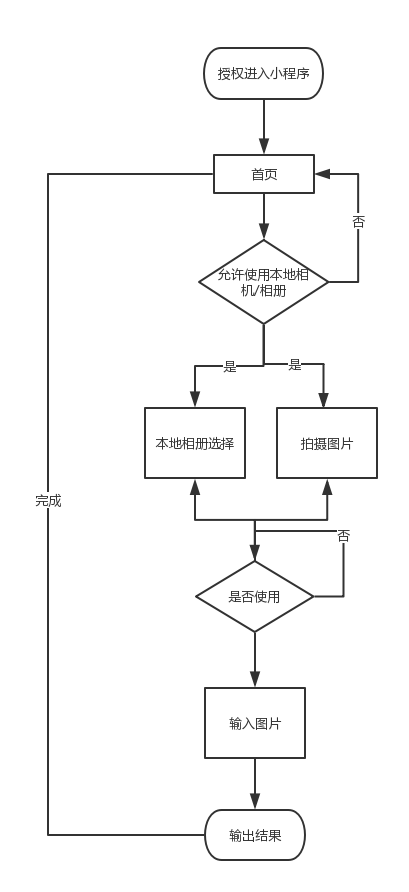 授权进入小程序
首页
否
允许使用本地相
机/相册
是
是
本地相册选择
拍摄图片
完成
否
是否使用
输入图片
输出结果